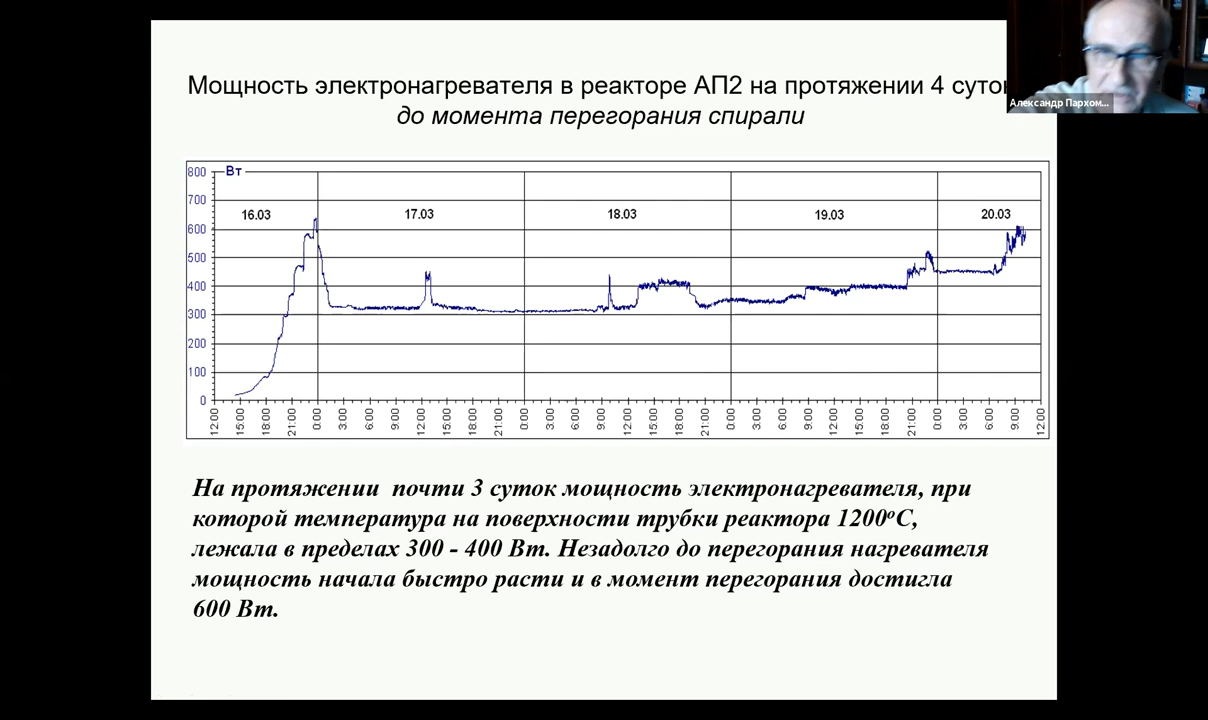 Мощность электронагревателя в реакторе АП2 на протяжении 4 суток
до момента перегорания спирали
Александр Пархом...
800 Вт
700
16.03 17.03 18.03 19.03 20.03
600
500
400
300
200
100
0
12:00 15:00 18:00 21:00 0:00 3:00 6:00 9:00 12:00 15:00 18:00 21:00 0:00 3:00 6:00 9:00 12:00 15:00 18:00 21:00 0:00 3:00 6:00 9:00 12:00 15:00 18:00 21:00 0:00 3:00 6:00 9:00 12:00
На протяжении почти 3 суток мощность электронагревателя, при
которой температура на поверхности трубки реактора 1200ºС,
лежала в пределах 300 - 400 Вт. Незадолго до перегорания нагревателя
мощность начала быстро расти и в момент перегорания достигла
600 Вт.